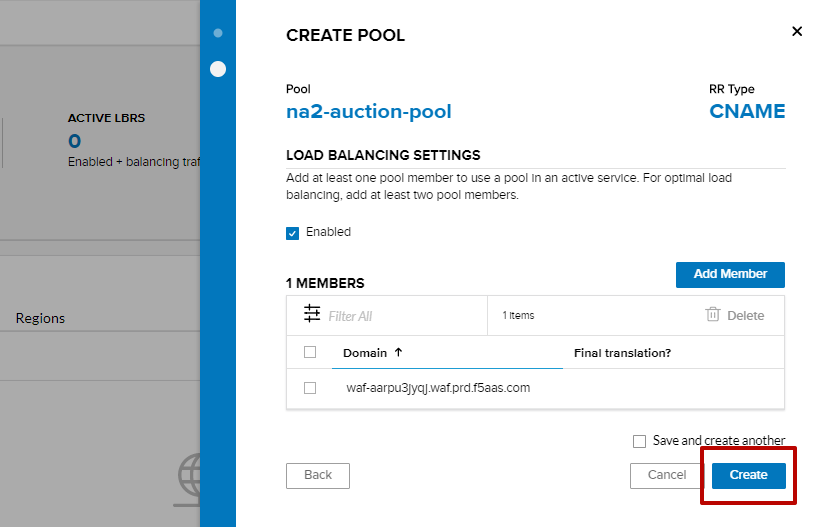 CREATE POOL
Pool
RR Type
na2-auction-pool
CNAME
ACTIVE LBRS
0
Enabled + balancing traf
LOAD BALANCING SETTINGS
Add at least one pool member to use a pool in an active service. For optimal load
balancing, add at least two pool members.
Enabled
1 MEMBERS
Add Member
Filter All
1 Items
Delete
Regions
Domain ↑
Final translation?
waf-aarpu3jyqj.waf.prd.f5aas.com
Save and create another
Back
Cancel
Create